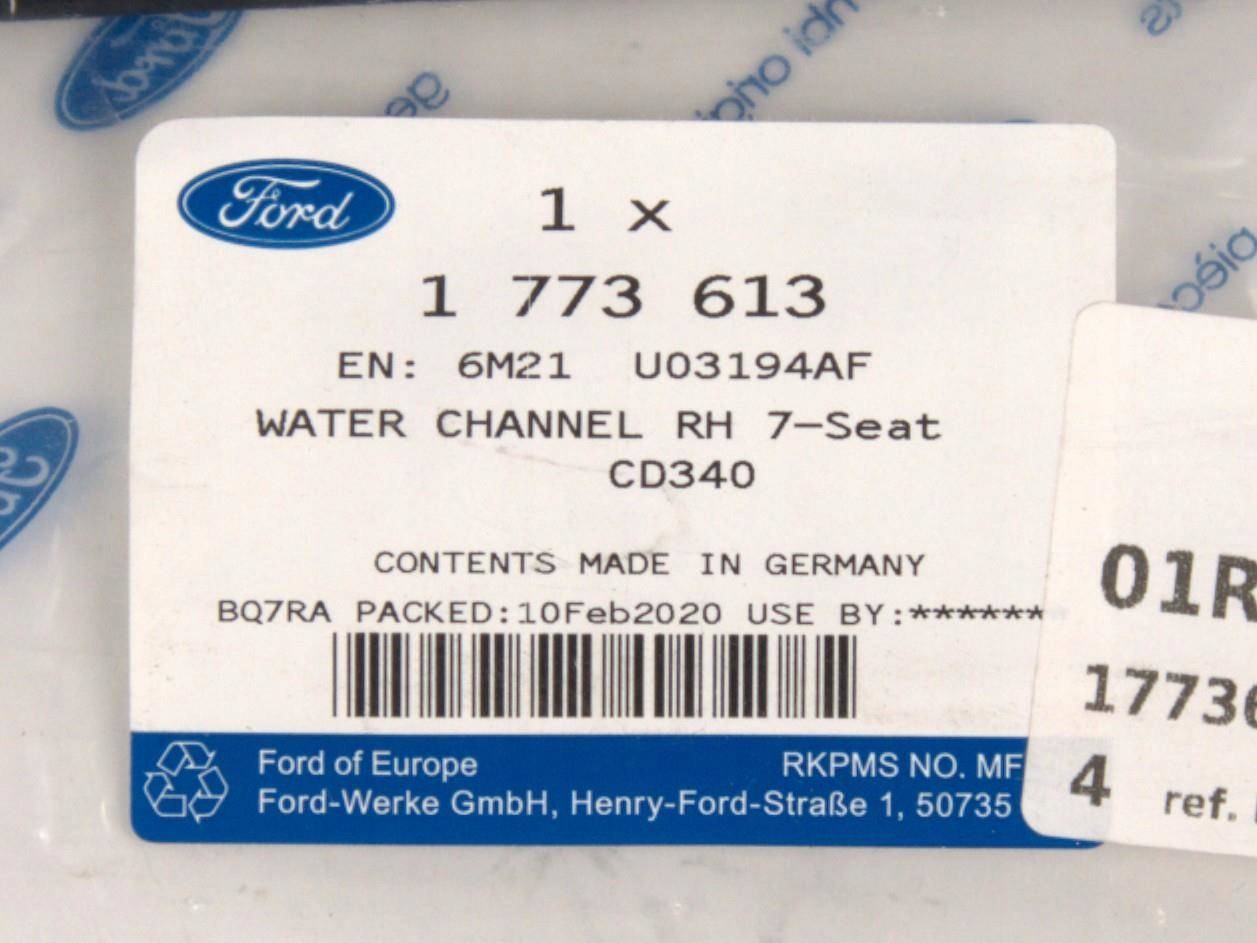 Ford
1 x
1 773 613
EN: 6M21 U03194AF
WATER CHANNEL RH 7-Seat
CD340
CONTENTS MADE IN GERMANY
BQ7RA PACKED:10Feb2020 USE BY:******
Ford of Europe
RKPMS NO. MF
Ford-Werke GmbH, Henry-Ford-Straße 1, 50735
01R
17736
4 ref.
Ford